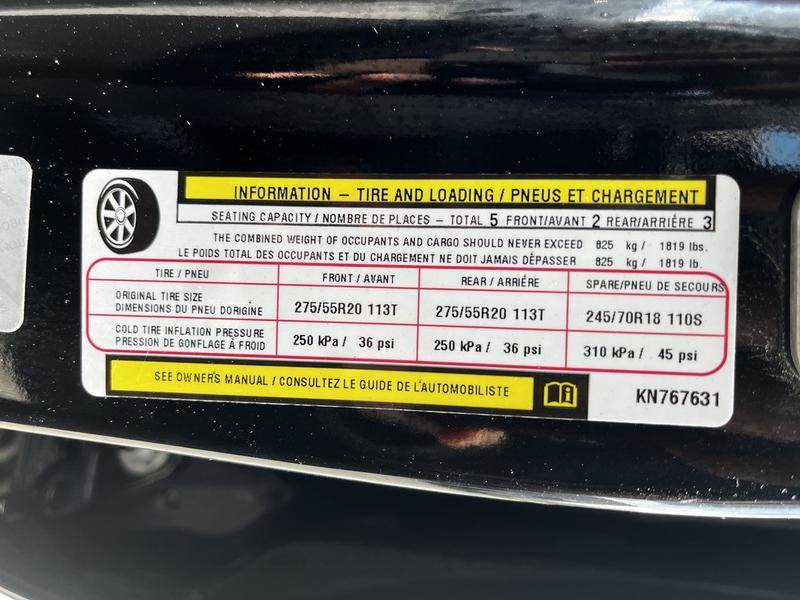 INFORMATION – TIRE AND LOADING / PNEUS ET CHARGEMENT
SEATING CAPACITY / NOMBRE DE PLACES – TOTAL 5 FRONT/AVANT 2 REAR/ARRIÉRE 3
THE COMBINED WEIGHT OF OCCUPANTS AND CARGO SHOULD NEVER EXCEED 825 kg / 1819 lbs.
LE POIDS TOTAL DES OCCUPANTS ET DU CHARGEMENT NE DOIT JAMAIS DÉPASSER 825 kg / 1819 lb.
TIRE / PNEU FRONT / AVANT REAR / ARRIÉRE SPARE/PNEU DE SECOURS
ORIGINAL TIRE SIZE
DIMENSIONS DU PNEU DORIGINE 275/55R20 113T 275/55R20 113T 245/70R18 110S
COLD TIRE INFLATION PRESSURE
PRESSION DE GONFLAGE Á FROID 250 kPa / 36 psi 250 kPa / 36 psi 310 kPa / 45 psi
SEE OWNER'S MANUAL / CONSULTEZ LE GUIDE DE L'AUTOMOBILISTE
KN767631